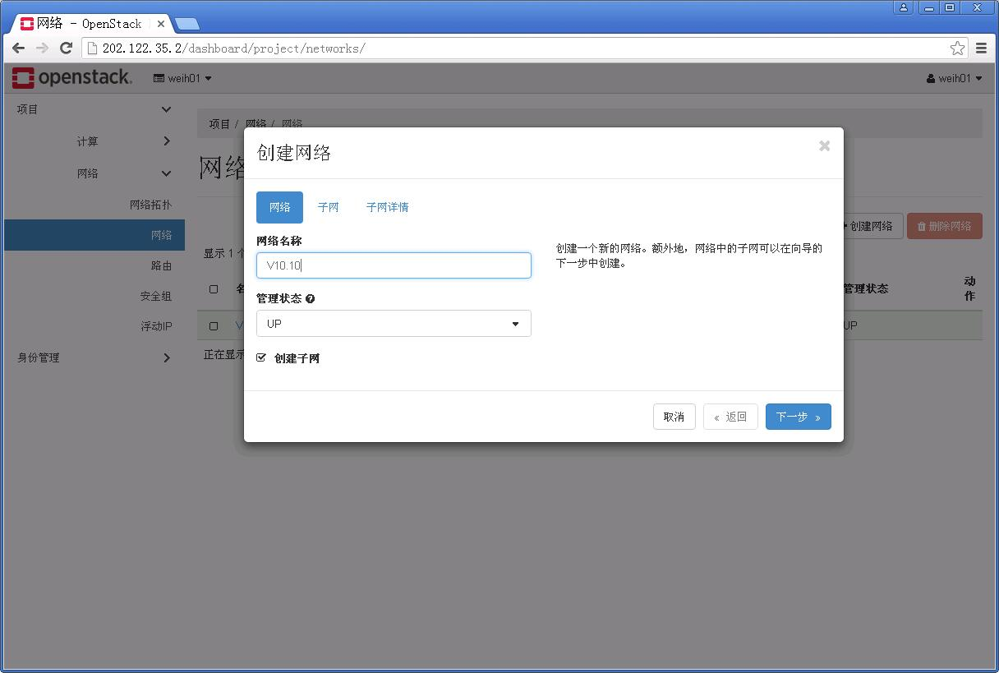 网络 - OpenStack
202.122.35.2/dashboard/project/networks/
openstack.
weih01
weih01
项目
计算
网络
网络拓扑
网络
路由
安全组
浮动IP
身份管理
项目 / 网络 / 网络
网络
创建网络
删除网络
显示 1 个
管理状态
动作
V
UP
正在显示
创建网络
网络
子网
子网详情
网络名称
V10.10
管理状态
UP
创建子网
创建一个新的网络。额外地，网络中的子网可以在向导的
下一步中创建。
取消
« 返回
下一步 »